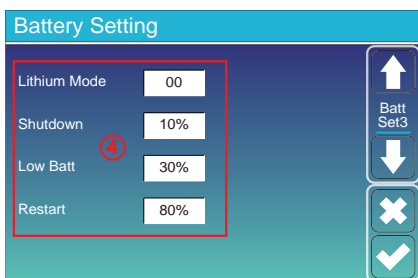 Battery Setting
Lithium Mode 00
Shutdown 10%
④
Low Batt 30%
Restart 80%
Batt
Set3